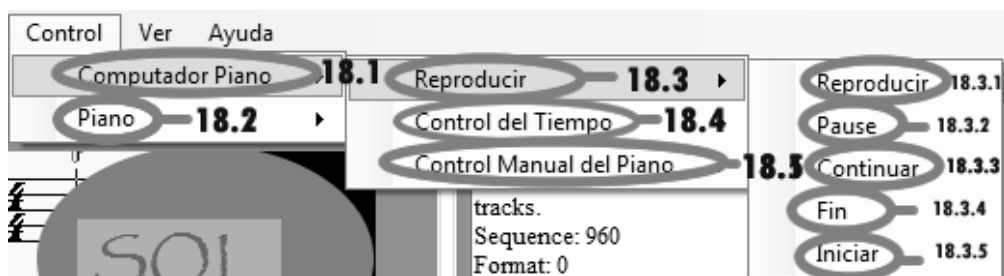 Control Ver Ayuda
Computador Piano 18.1
Piano 18.2
Reproducir 18.3
Control del Tiempo 18.4
Control Manual del Piano 18.5
Reproducir 18.3.1
Pause 18.3.2
Continuar 18.3.3
Fin 18.3.4
Iniciar 18.3.5
SOL
tracks.
Sequence: 960
Format: 0